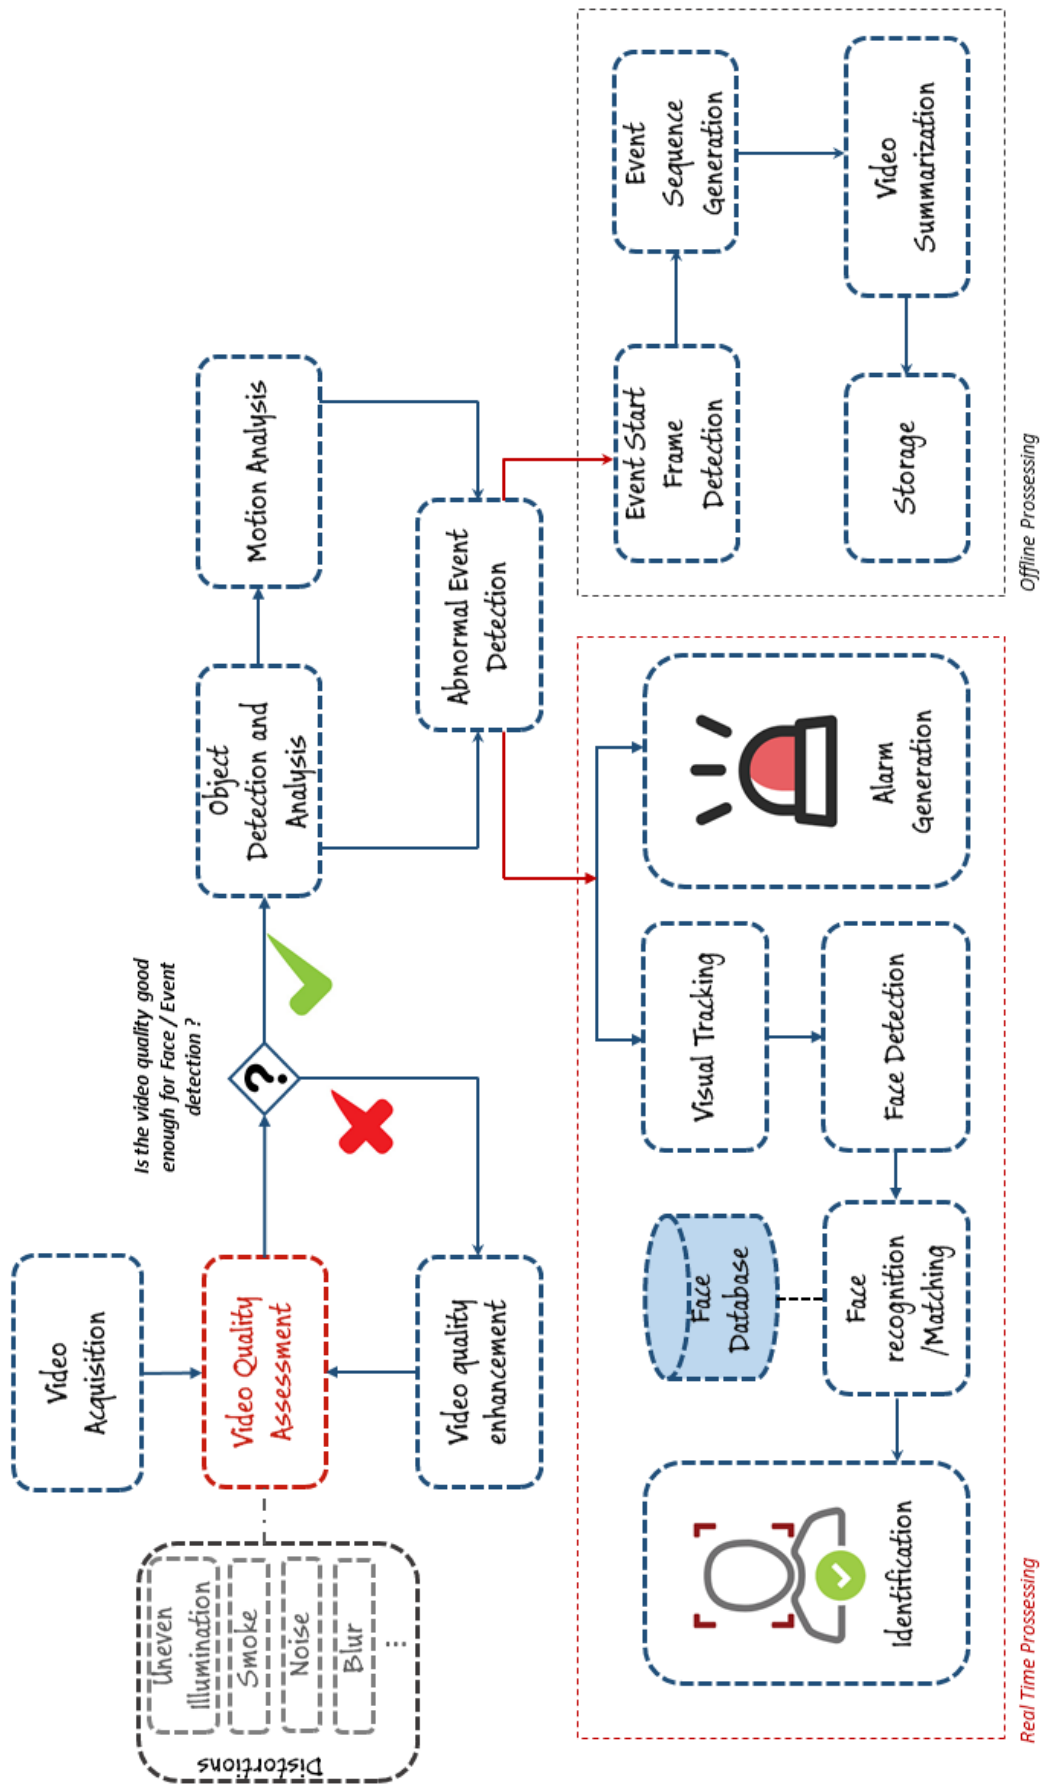 Video
Acquisition
Distortions
Uneven
Illumination
Smoke
Noise
Blur
...
Video Quality
Assessment
Is the video quality good
enough for Face / Event
detection ?
?
Video quality
enhancement
Object
Detection and
Analysis
Motion Analysis
Abnormal Event
Detection
Identification
Face
Database
Face
recognition
/Matching
Visual Tracking
Face Detection
Alarm
Generation
Real Time Prossessing
Event Start
Frame
Detection
Event
Sequence
Generation
Video
Summarization
Storage
Offline Prossessing